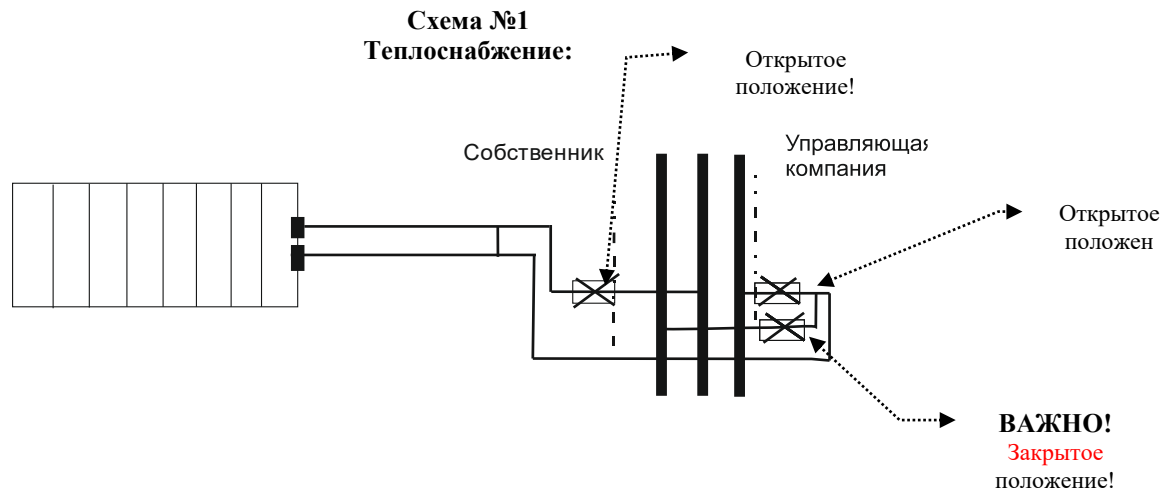 Схема №1
Теплоснабжение:
Открытое
положение!
Собственник
Управляющая
компания
Открытое
положен
ВАЖНО!
Закрытое
положение!